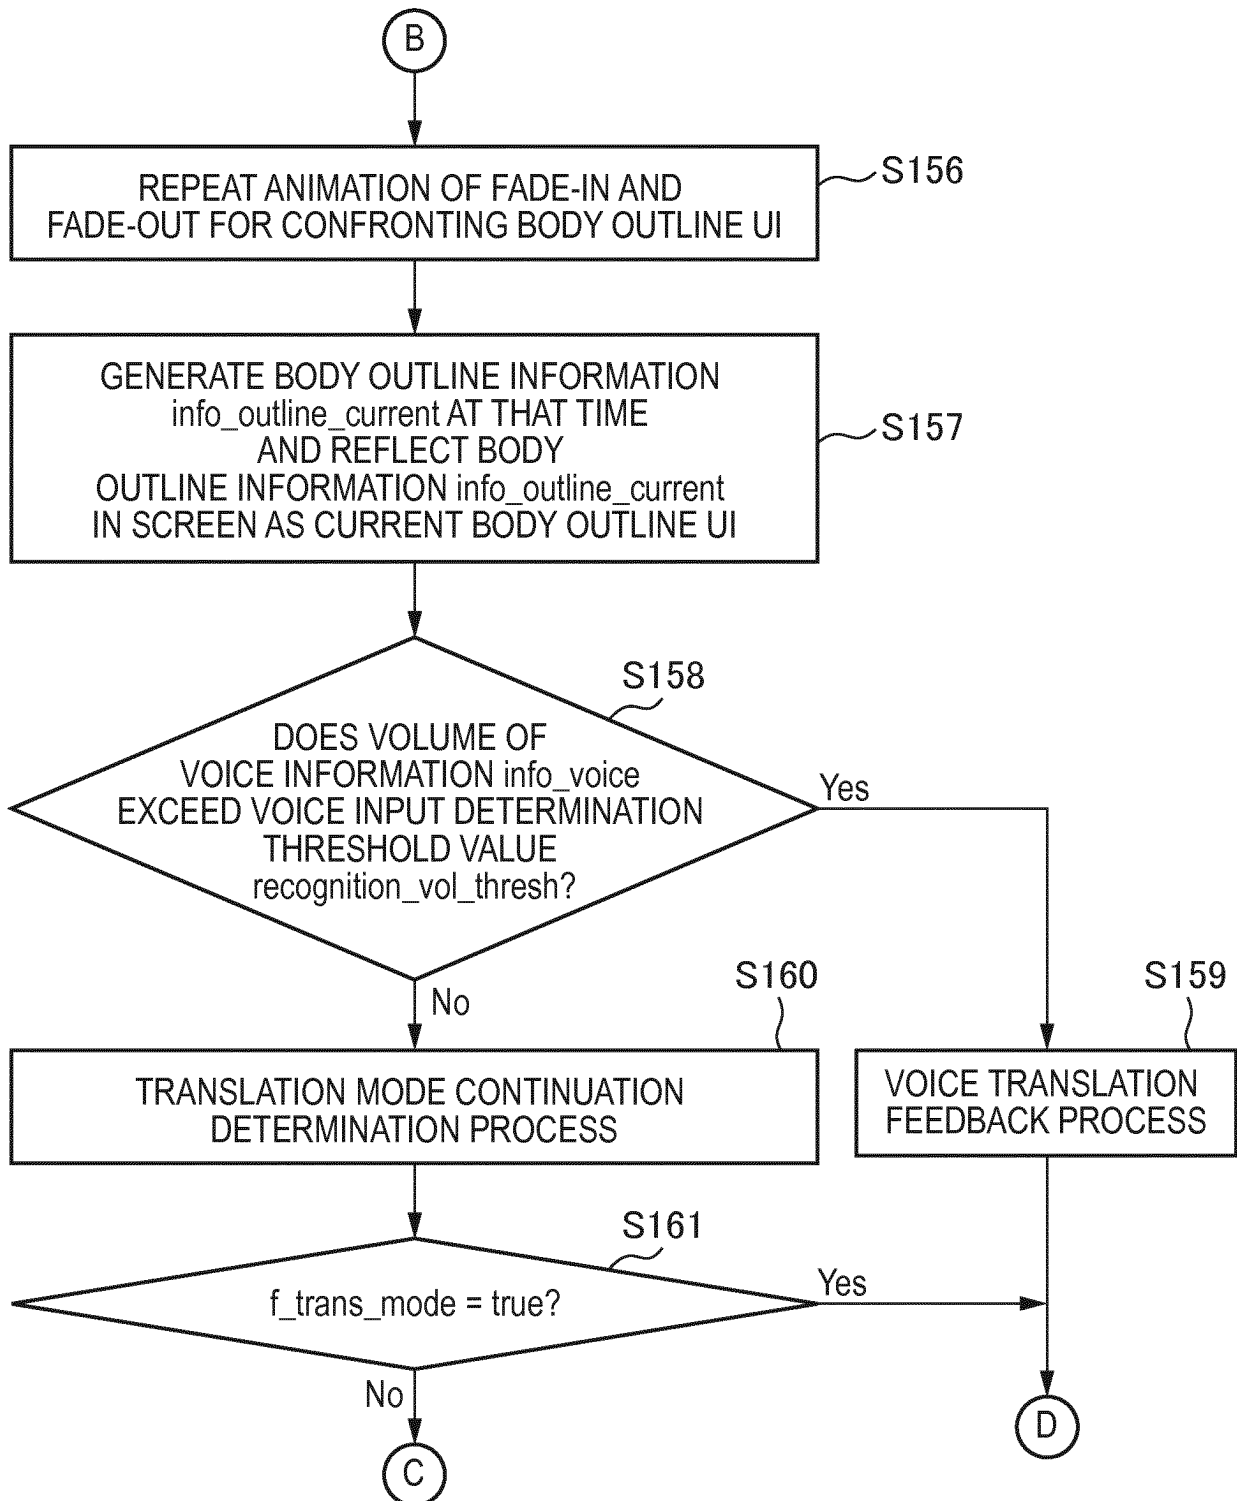 B
S156
REPEAT ANIMATION OF FADE-IN AND
FADE-OUT FOR CONFRONTING BODY OUTLINE UI
S157
GENERATE BODY OUTLINE INFORMATION
info_outline_current AT THAT TIME
AND REFLECT BODY
OUTLINE INFORMATION info_outline_current
IN SCREEN AS CURRENT BODY OUTLINE UI
S158
DOES VOLUME OF
VOICE INFORMATION info_voice
EXCEED VOICE INPUT DETERMINATION
THRESHOLD VALUE
recognition_vol_thresh?
Yes
No
S160
TRANSLATION MODE CONTINUATION
DETERMINATION PROCESS
S159
VOICE TRANSLATION
FEEDBACK PROCESS
S161
f_trans_mode = true?
Yes
No
D
C